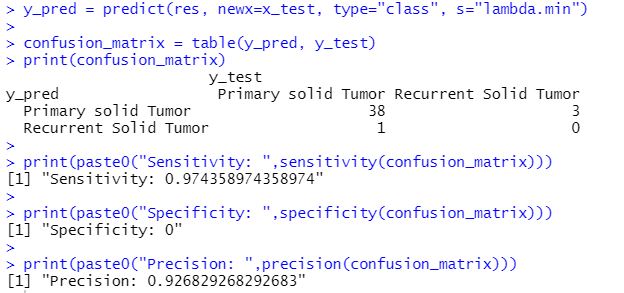 > y_pred = predict(res, newx=x_test, type="class", s="lambda.min")
>
> confusion_matrix = table(y_pred, y_test)
> print(confusion_matrix)
                       y_test
y_pred                  Primary solid Tumor Recurrent Solid Tumor
  Primary solid Tumor                    38                     3
  Recurrent Solid Tumor                   1                     0
>
> print(paste0("Sensitivity: ",sensitivity(confusion_matrix)))
[1] "Sensitivity: 0.974358974358974"
>
> print(paste0("Specificity: ",specificity(confusion_matrix)))
[1] "Specificity: 0"
>
> print(paste0("Precision: ",precision(confusion_matrix)))
[1] "Precision: 0.926829268292683"